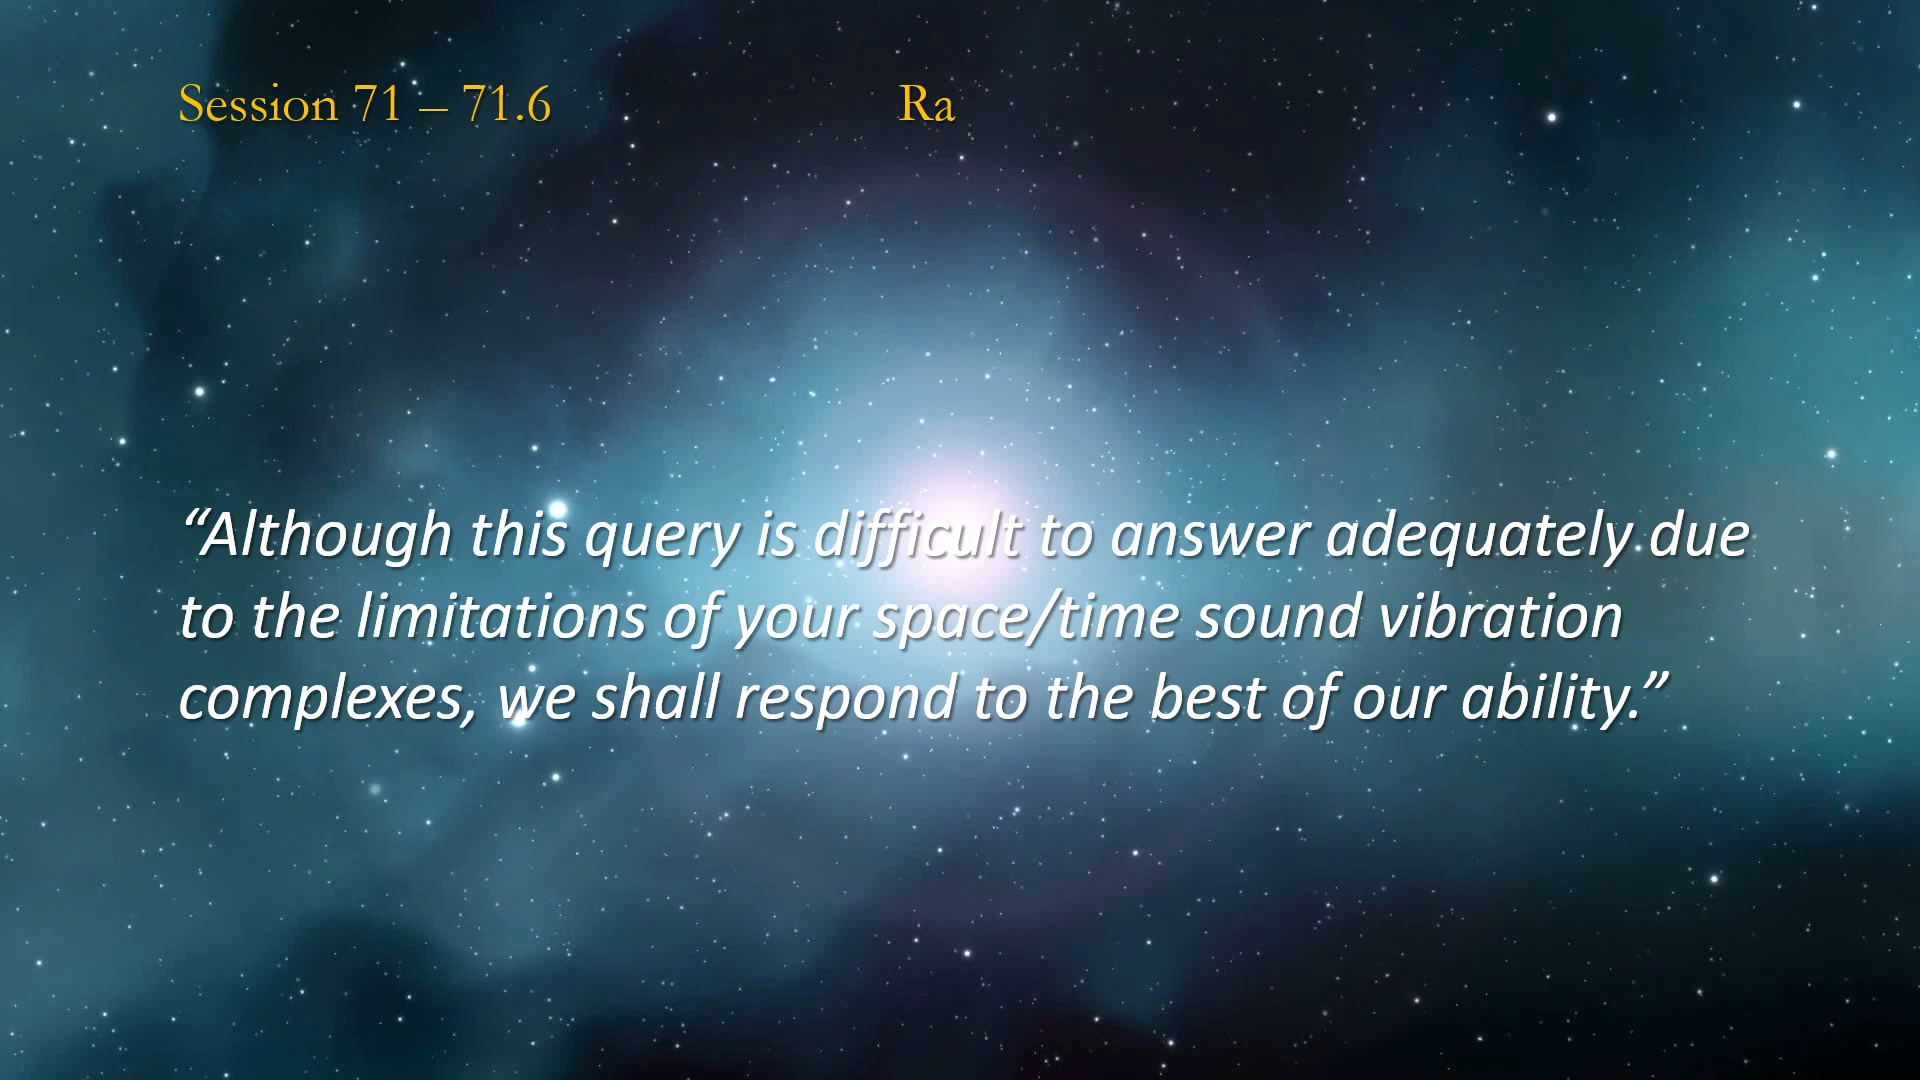 Session 71 – 71.6 Ra
“Although this query is difficult to answer adequately due
to the limitations of your space/time sound vibration
complexes, we shall respond to the best of our ability.”